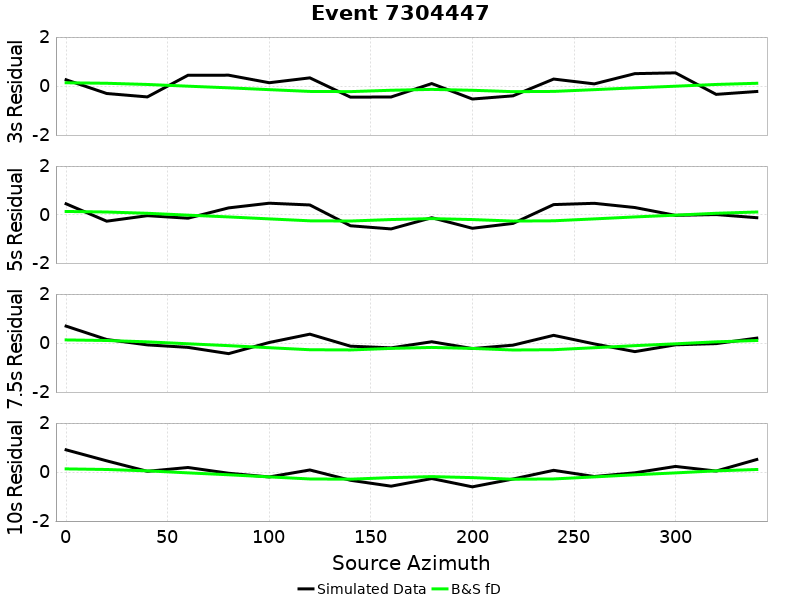 Event 7304447
3s Residual
2
0
-2
5s Residual
2
0
-2
7.5s Residual
2
0
-2
10s Residual
2
0
-2
0 50 100 150 200 250 300
Source Azimuth
Simulated Data B&S fD